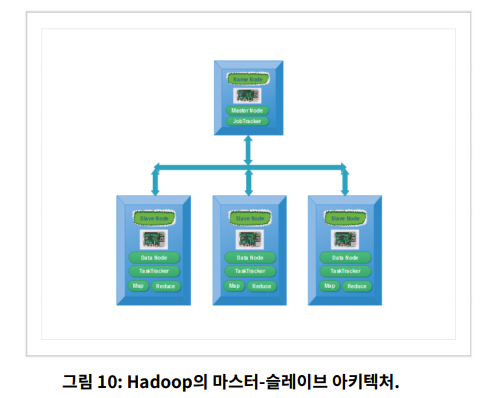 Name Node
Master Node
JobTracker
Slave Node
Slave Node
Slave Node
Data Node
Data Node
Data Node
TaskTracker
TaskTracker
TaskTracker
Map Reduce
Map Reduce
Map Reduce
그림 10: Hadoop의 마스터-슬레이브 아키텍처.